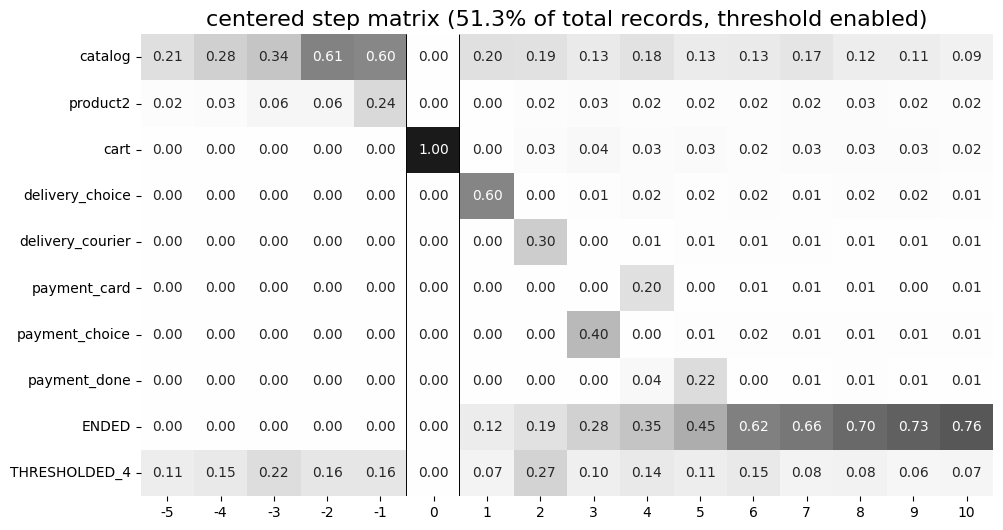 centered step matrix (51.3% of total records, threshold enabled)
catalog 0.21 0.28 0.34 0.61 0.60 0.00 0.20 0.19 0.13 0.18 0.13 0.13 0.17 0.12 0.11 0.09
product2 0.02 0.03 0.06 0.06 0.24 0.00 0.00 0.02 0.03 0.02 0.02 0.02 0.02 0.03 0.02 0.02
cart 0.00 0.00 0.00 0.00 0.00 1.00 0.00 0.03 0.04 0.03 0.03 0.02 0.03 0.03 0.03 0.02
delivery_choice 0.00 0.00 0.00 0.00 0.00 0.00 0.60 0.00 0.01 0.02 0.02 0.02 0.01 0.02 0.02 0.01
delivery_courier 0.00 0.00 0.00 0.00 0.00 0.00 0.00 0.30 0.00 0.01 0.01 0.01 0.01 0.01 0.01 0.01
payment_card 0.00 0.00 0.00 0.00 0.00 0.00 0.00 0.00 0.00 0.20 0.00 0.01 0.01 0.01 0.00 0.01
payment_choice 0.00 0.00 0.00 0.00 0.00 0.00 0.00 0.00 0.40 0.00 0.01 0.02 0.01 0.01 0.01 0.01
payment_done 0.00 0.00 0.00 0.00 0.00 0.00 0.00 0.00 0.00 0.04 0.22 0.00 0.01 0.01 0.01 0.01
ENDED 0.00 0.00 0.00 0.00 0.00 0.00 0.12 0.19 0.28 0.35 0.45 0.62 0.66 0.70 0.73 0.76
THRESHOLDED_4 0.11 0.15 0.22 0.16 0.16 0.00 0.07 0.27 0.10 0.14 0.11 0.15 0.08 0.08 0.06 0.07
-5 -4 -3 -2 -1 0 1 2 3 4 5 6 7 8 9 10